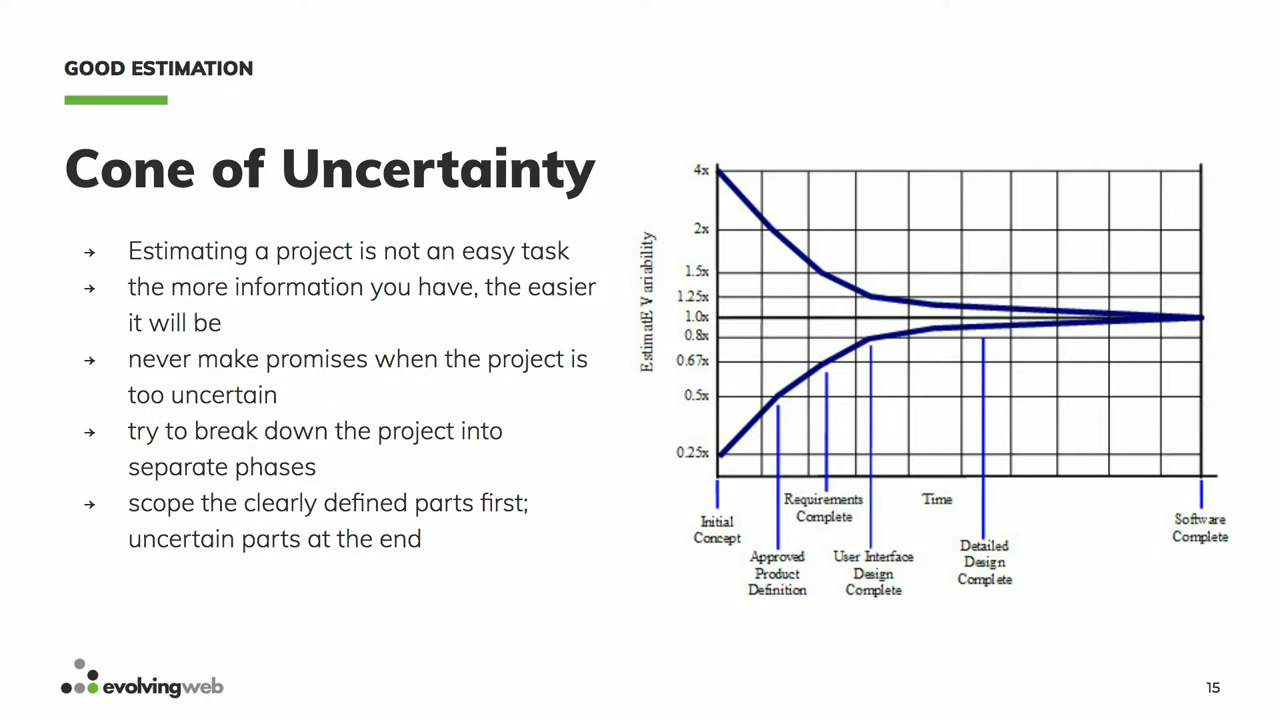 GOOD ESTIMATION
Cone of Uncertainty
→ Estimating a project is not an easy task
→ the more information you have, the easier
it will be
→ never make promises when the project is
too uncertain
→ try to break down the project into
separate phases
→ scope the clearly defined parts first;
uncertain parts at the end
EstimatE Variability
4x
2x
1.5x
1.25x
1.0x
0.8x
0.67x
0.5x
0.25x
Initial
Concept
Approved
Product
Definition
Requirements
Complete
User Interface
Design
Complete
Time
Detailed
Design
Complete
Software
Complete
evolvingweb
15